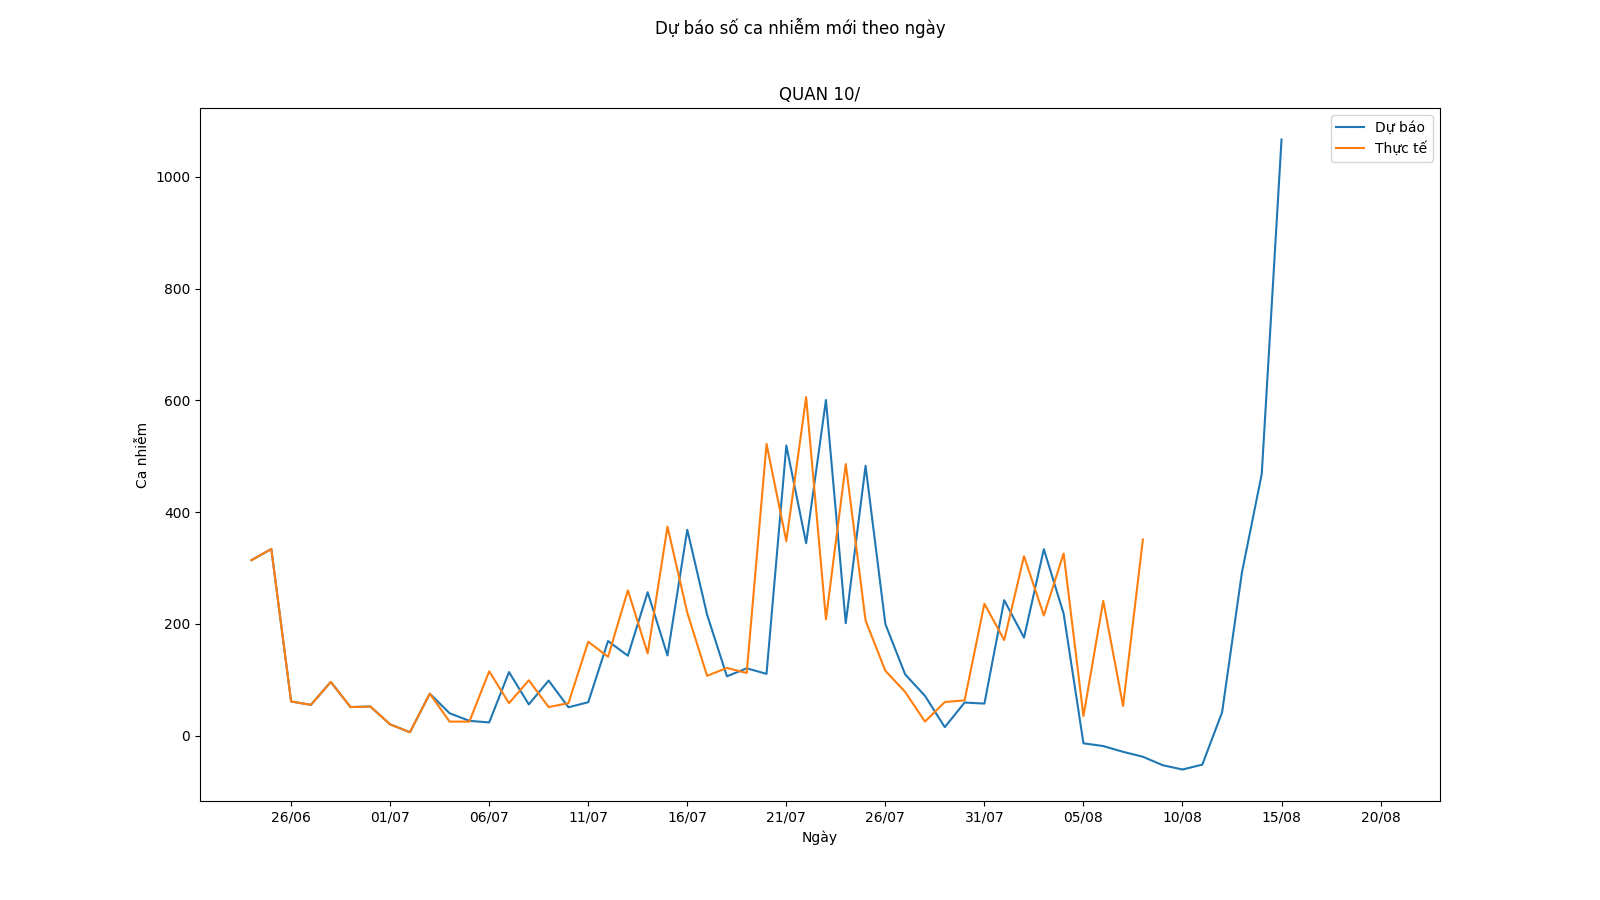 Dự báo số ca nhiễm mới theo ngày
QUAN 10/
Dự báo
Thực tế
1000
800
600
400
200
0
Ca nhiễm
26/06 01/07 06/07 11/07 16/07 21/07 26/07 31/07 05/08 10/08 15/08 20/08
Ngày